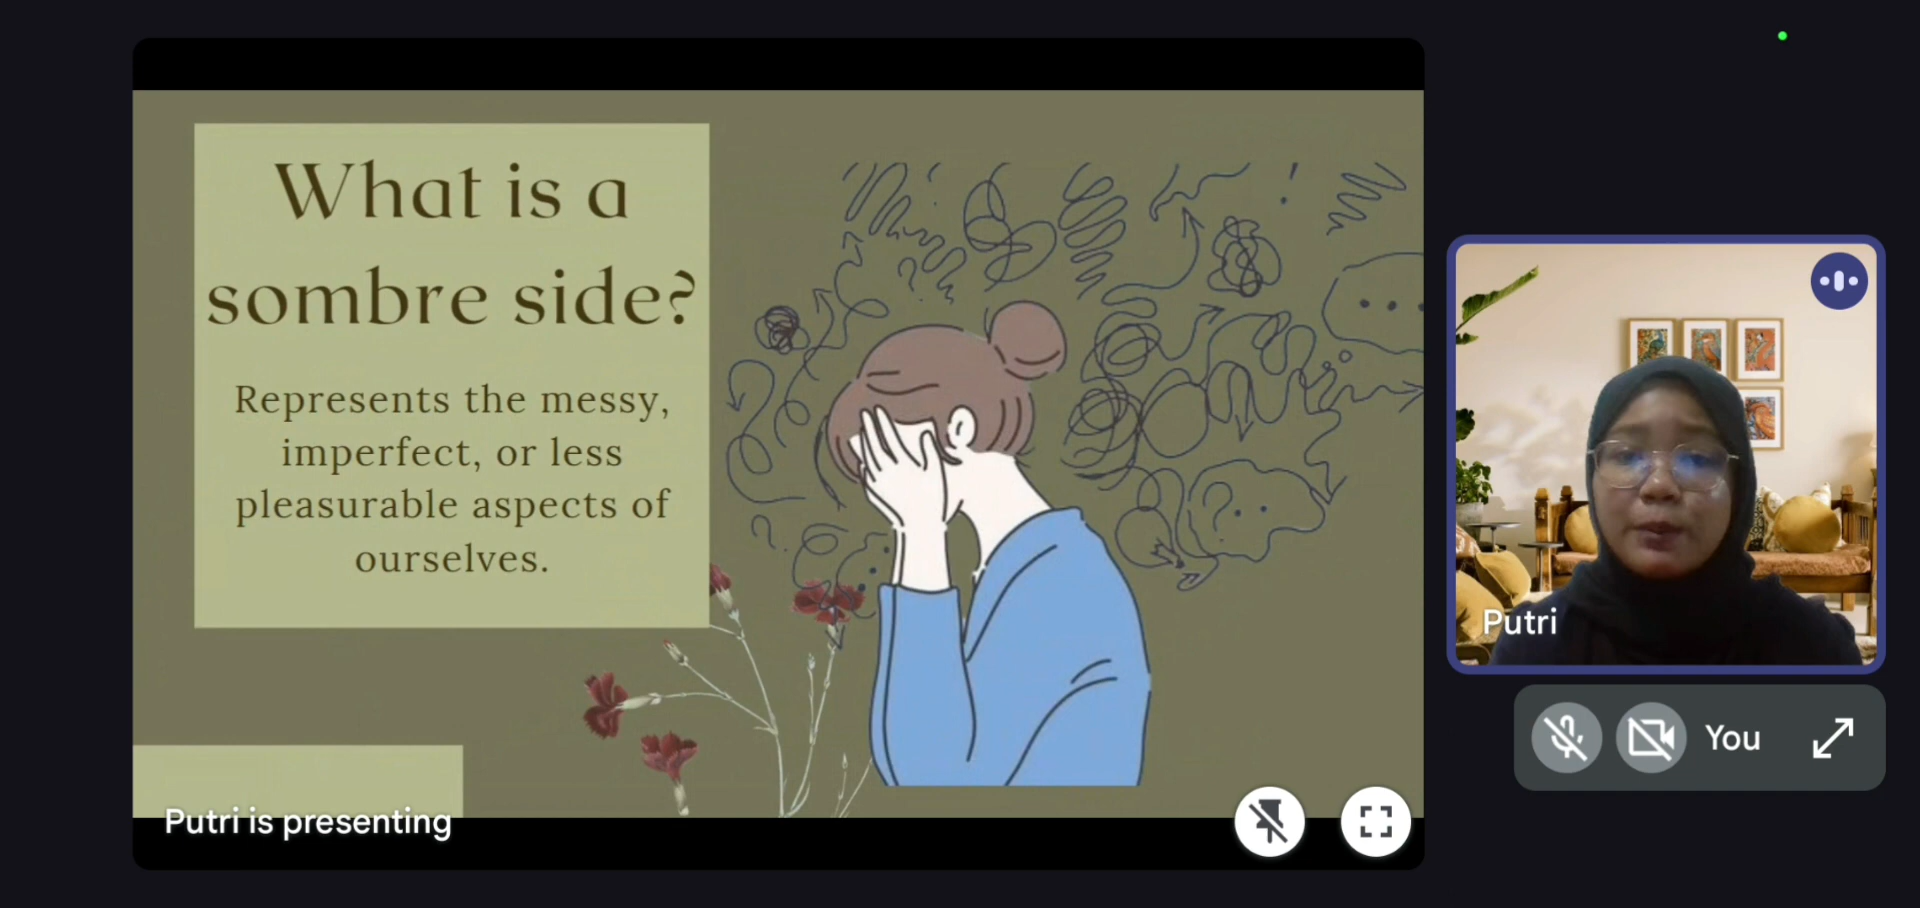 What is a
sombre side?
Represents the messy,
imperfect, or less
pleasurable aspects of
ourselves.
Putri is presenting
Putri
You